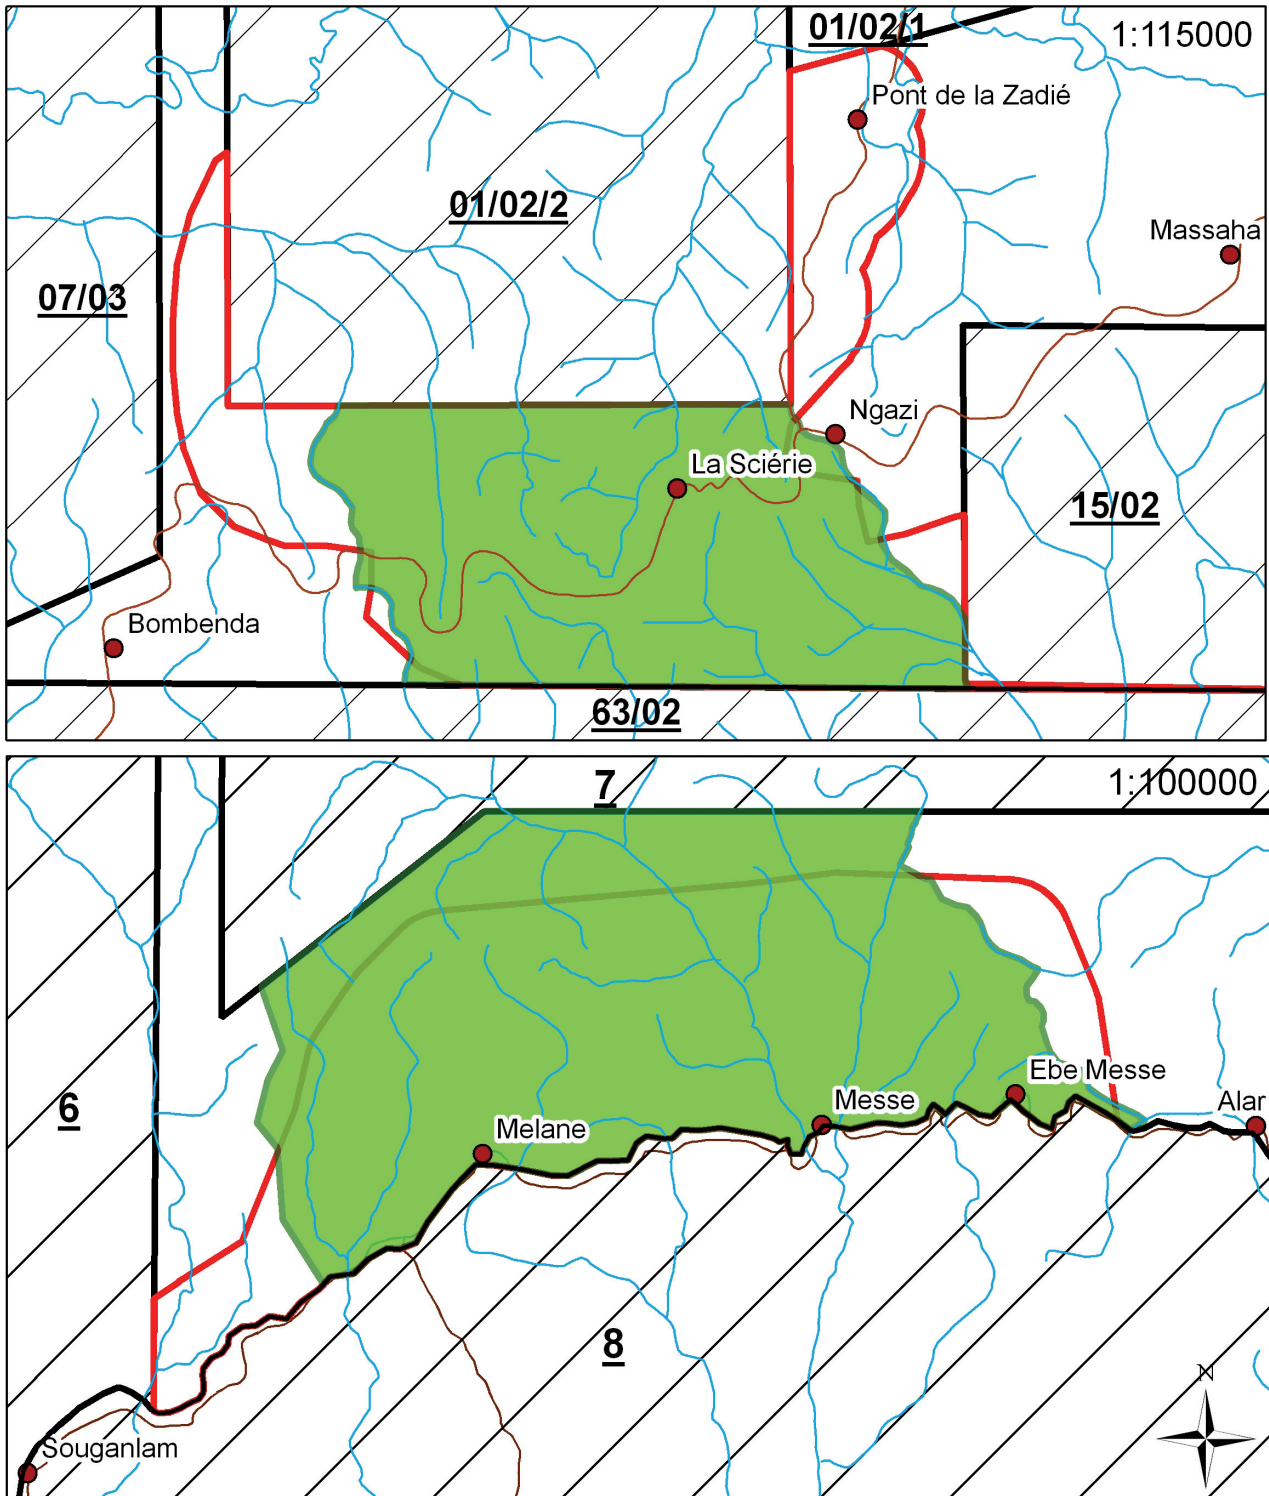 01/02/1
1:115000
Pont de la Zadié
01/02/2
Massaha
07/03
Ngazi
La Sciérie
15/02
Bombenda
63/02
7
1:100000
6
Ebe Messe
Messe
Alar
Melane
8
N
Souganlam